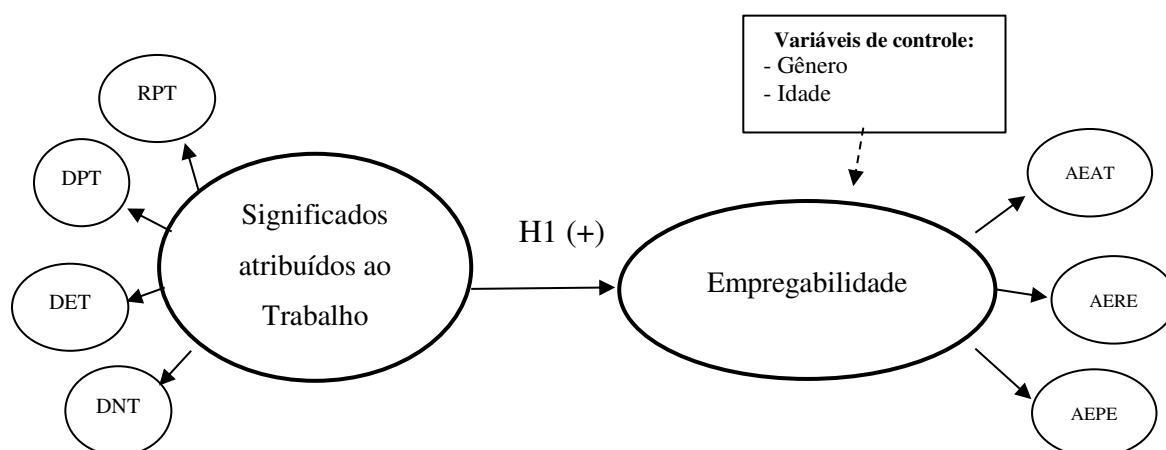 RPT
DPT
DET
DNT
Significados
atribuídos ao
Trabalho
H1 (+)
Variáveis de controle:
- Gênero
- Idade
Empregabilidade
AEAT
AERE
AEPE